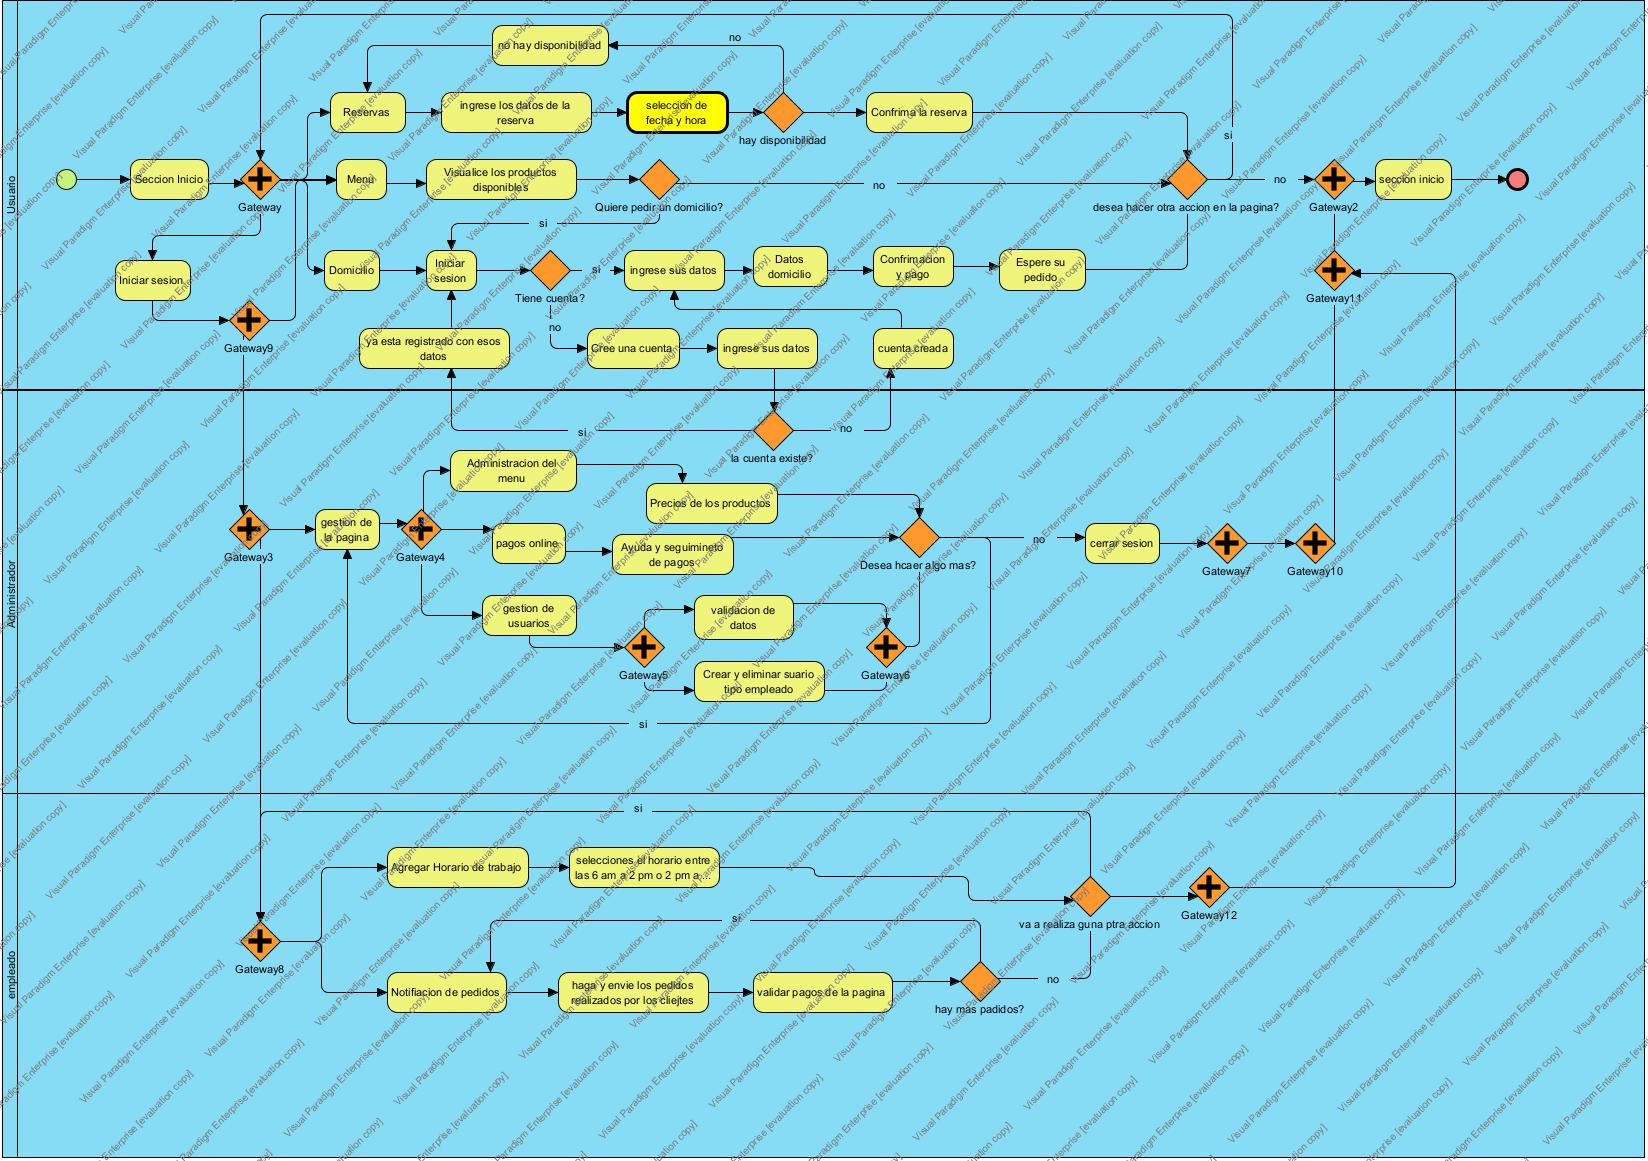 Usuario
no hay disponibilidad
no
Reservas
ingrese los datos de la
reserva
seleccion de
fecha y hora
hay disponibilidad
Confirma la reserva
si
Seccion Inicio
Gateway
Menu
Visualice los productos
disponibles
Quiere pedir un domicilio?
no
desea hacer otra accion en la pagina?
no
Gateway2
seccion inicio
si
Iniciar sesion
Domicilio
Iniciar
sesion
Tiene cuenta?
si
ingrese sus datos
Datos
domicilio
Confrimacion
y pago
Espere su
pedido
Gateway11
Gateway9
no
ya esta registrado con esos
datos
Cree una cuenta
ingrese sus datos
cuenta creada
Administrador
si
no
la cuenta existe?
Administracion del
menu
Precios de los productos
Gateway3
gestion de
la pagina
Gateway4
pagos online
Ayuda y seguimineto
de pagos
Desea hcaer algo mas?
no
cerrar sesion
Gateway7
Gateway10
gestion de
usuarios
Gateway5
validacion de
datos
Crear y eliminar suario
tipo empleado
Gateway6
si
empleado
si
Agregar Horario de trabajo
selecciones el horario entre
las 6 am a 2 pm o 2 pm a...
va a realiza guna ptra accion
Gateway12
si
Gateway8
Notifiacion de pedidos
haga y envie los pedidos
realizados por los cliejtes
validar pagos de la pagina
hay mas padidos?
no
Visual Paradigm Enterprise [evaluation copy]